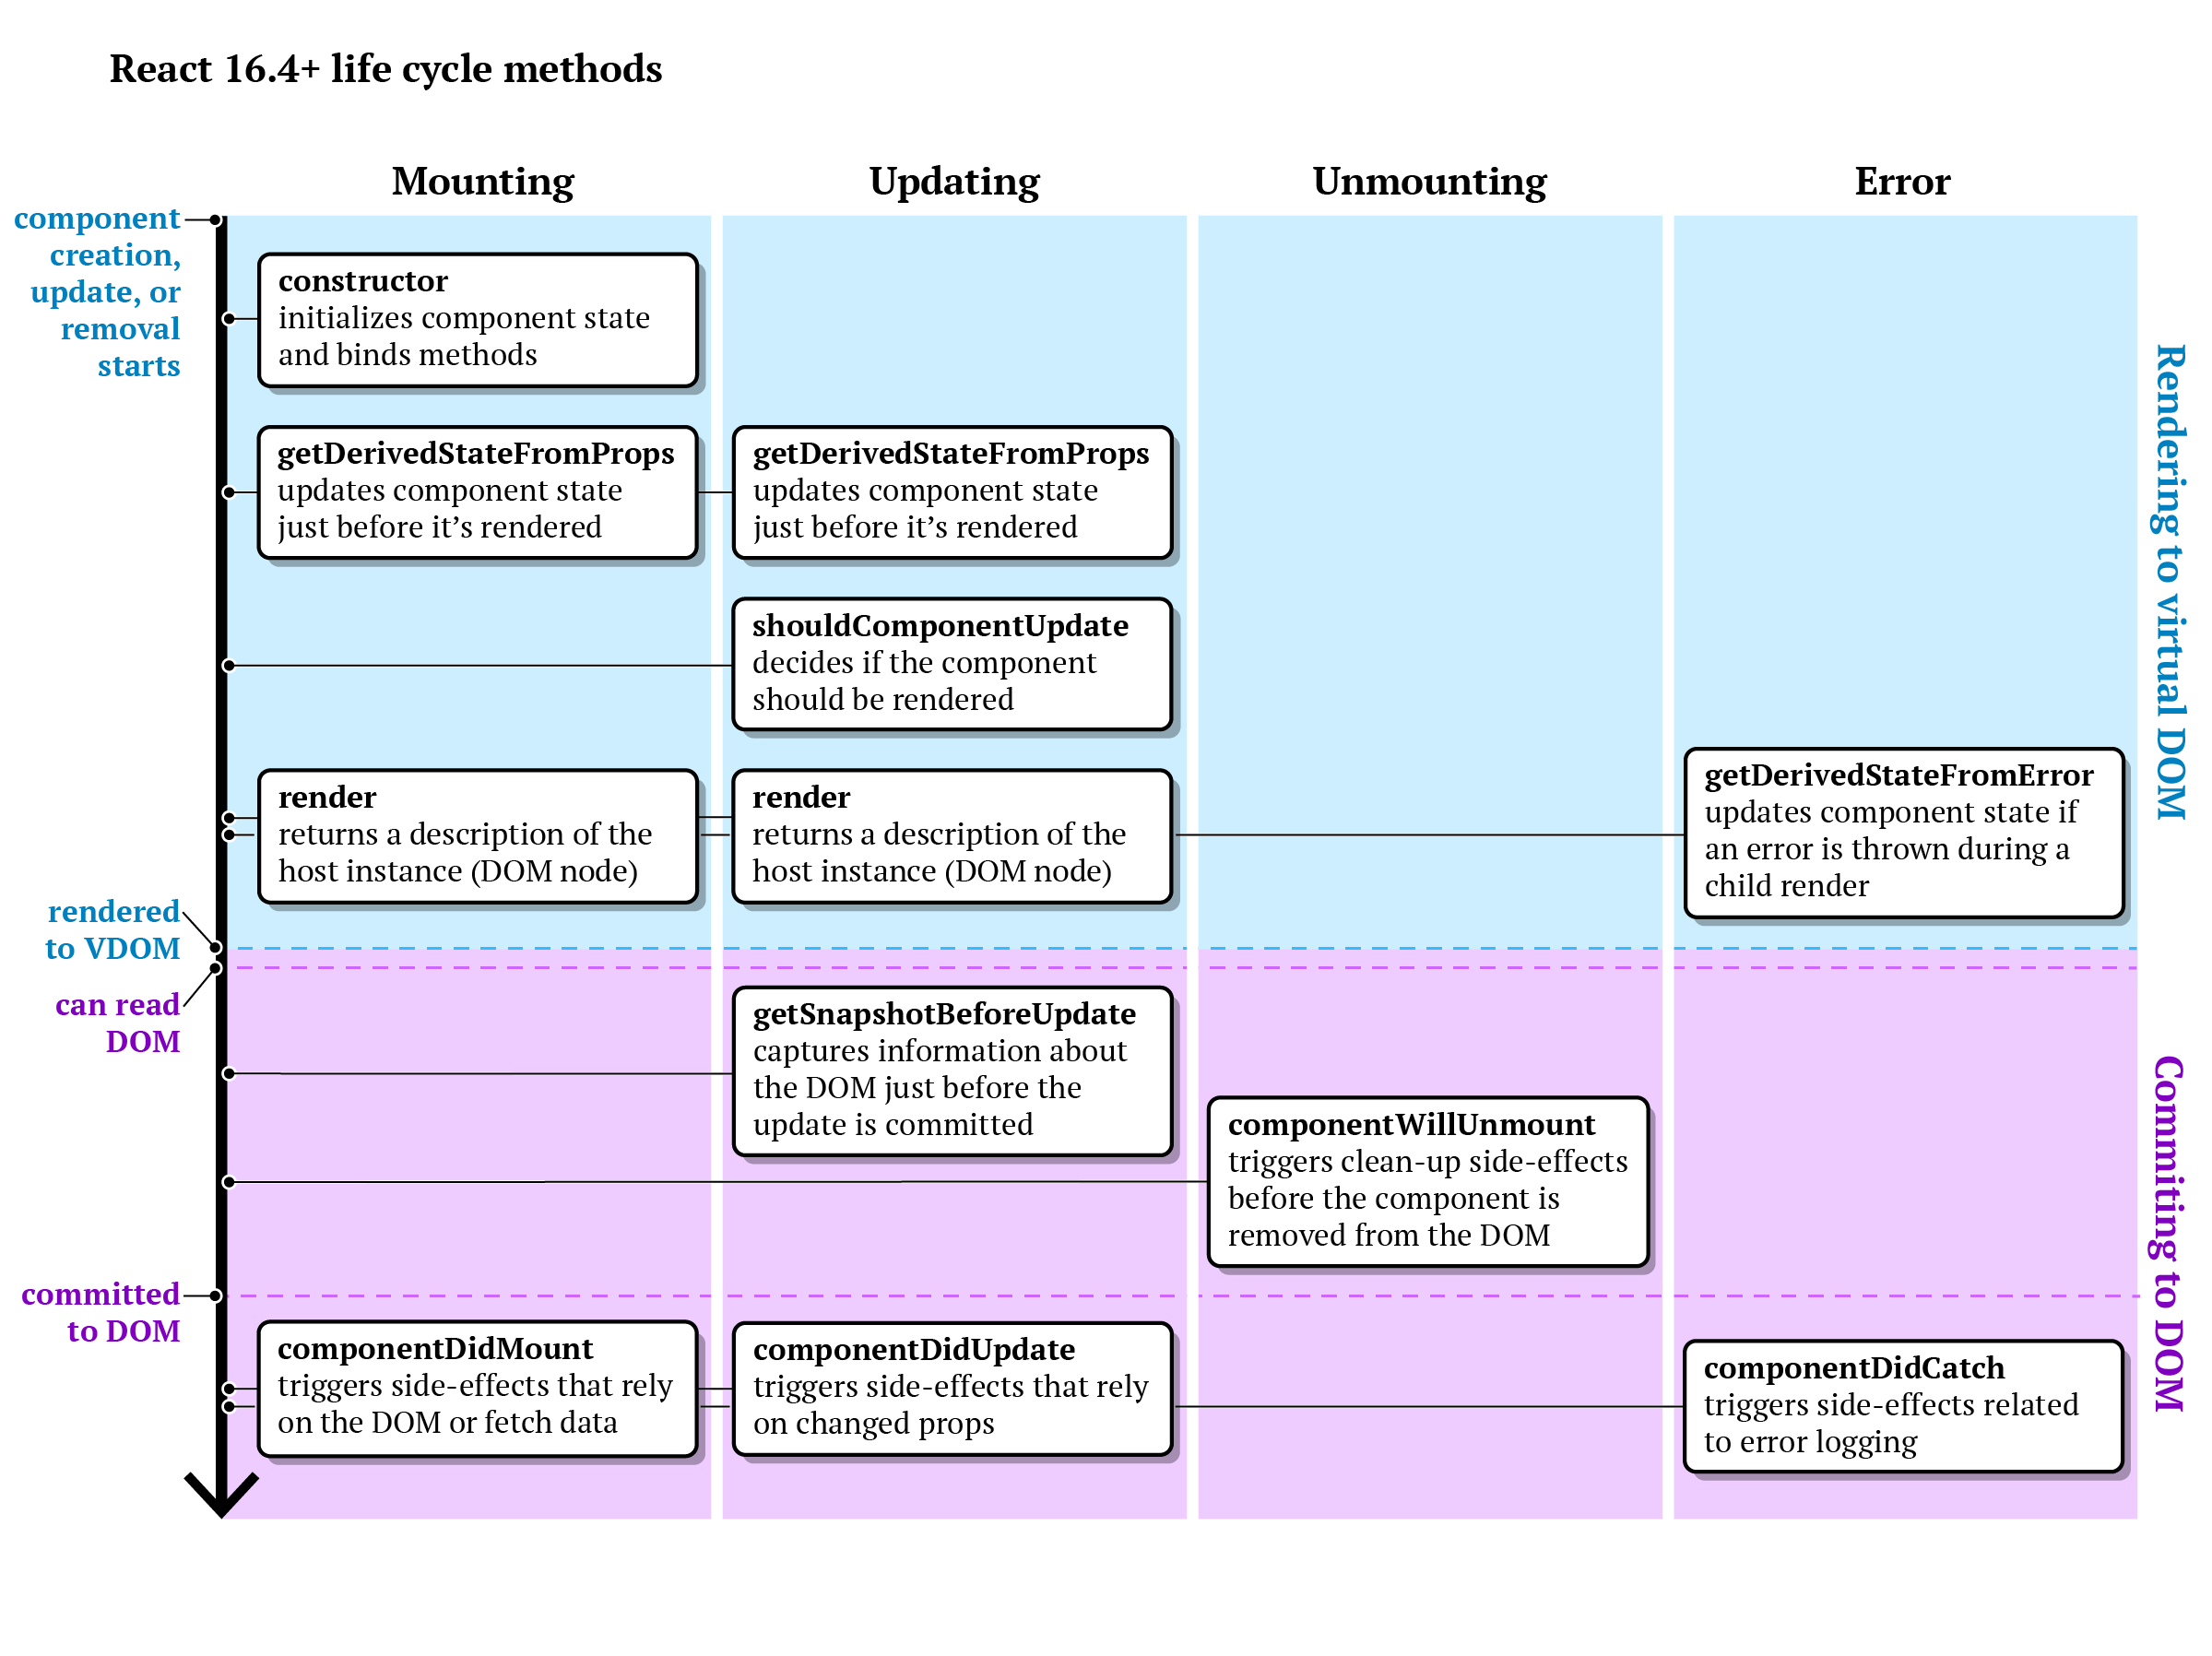 React 16.4+ life cycle methods
Mounting
Updating
Unmounting
Error
component
creation,
update, or
removal
starts
constructor
initializes component state
and binds methods
getDerivedStateFromProps
updates component state
just before it’s rendered
getDerivedStateFromProps
updates component state
just before it’s rendered
shouldComponentUpdate
decides if the component
should be rendered
render
returns a description of the
host instance (DOM node)
render
returns a description of the
host instance (DOM node)
getDerivedStateFromError
updates component state if
an error is thrown during a
child render
Rendering to virtual DOM
rendered
to VDOM
can read
DOM
getSnapshotBeforeUpdate
captures information about
the DOM just before the
update is committed
componentWillUnmount
triggers clean-up side-effects
before the component is
removed from the DOM
committed
to DOM
componentDidMount
triggers side-effects that rely
on the DOM or fetch data
componentDidUpdate
triggers side-effects that rely
on changed props
componentDidCatch
triggers side-effects related
to error logging
Commiting to DOM